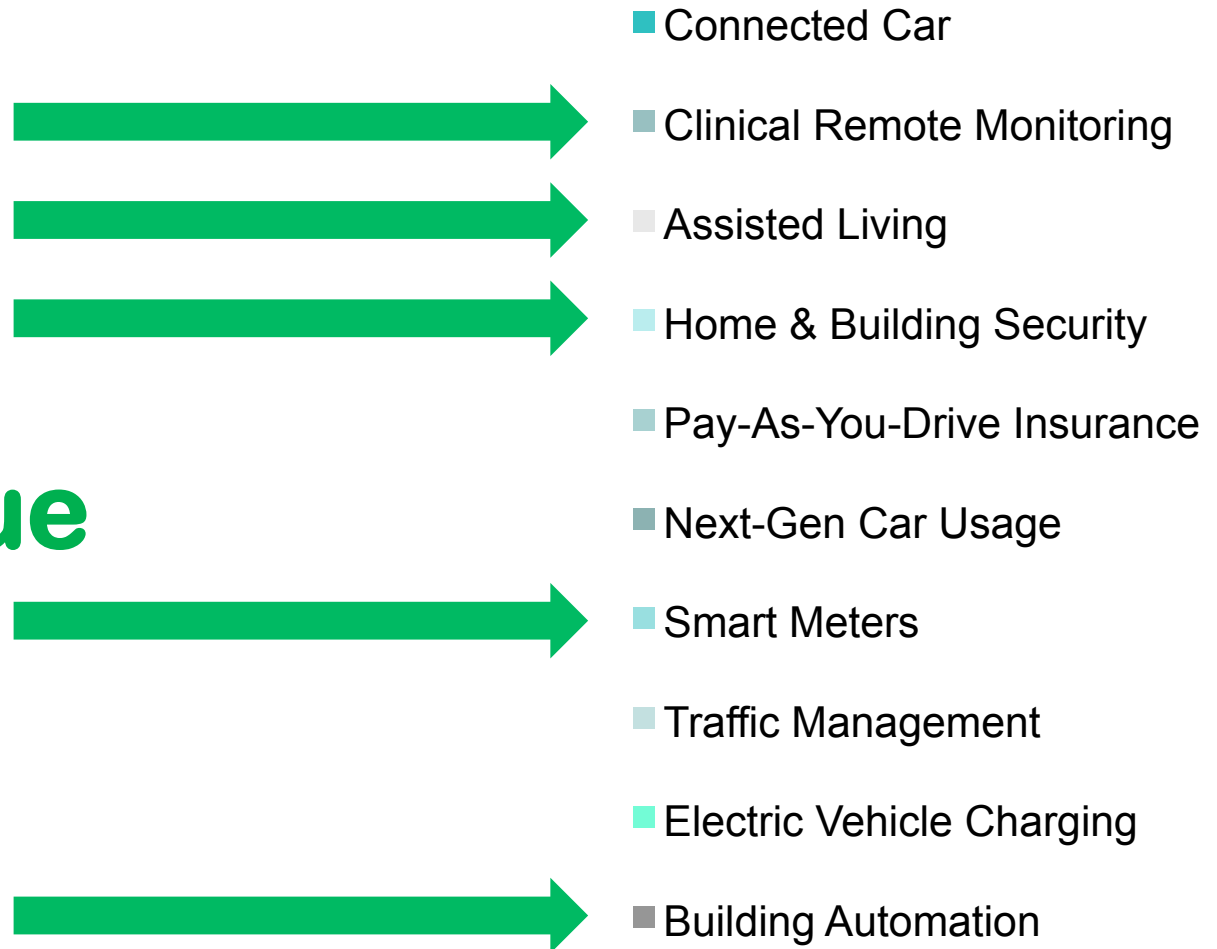 Connected Car
Clinical Remote Monitoring
Assisted Living
Home & Building Security
Pay-As-You-Drive Insurance
ue
Next-Gen Car Usage
Smart Meters
Traffic Management
Electric Vehicle Charging
Building Automation